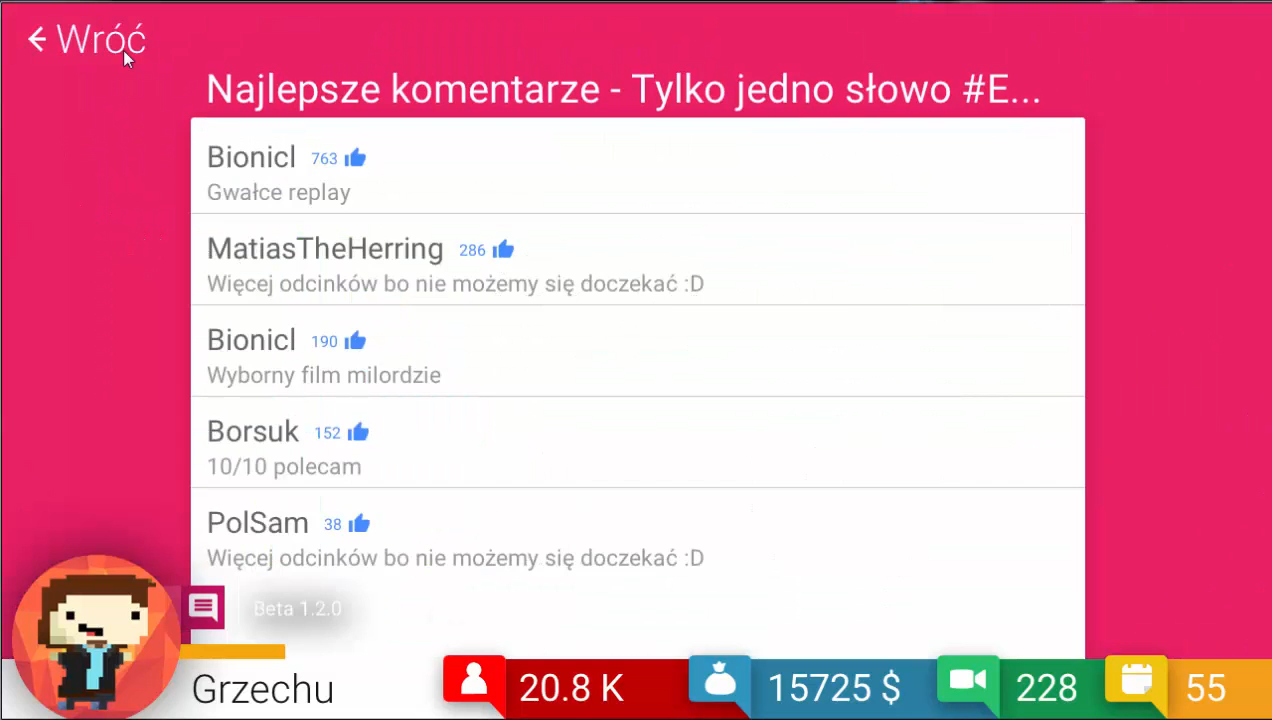 Wróć
Najlepsze komentarze - Tylko jedno słowo #E...
Bionicl 763
Gwałce replay
MatiasTheHerring 286
Więcej odcinków bo nie możemy się doczekać :D
Bionicl 190
Wyborny film milordzie
Borsuk 152
10/10 polecam
PolSam 38
Więcej odcinków bo nie możemy się doczekać :D
Beta 1.2.0
Grzechu 20.8 K 15725 $ 228 55